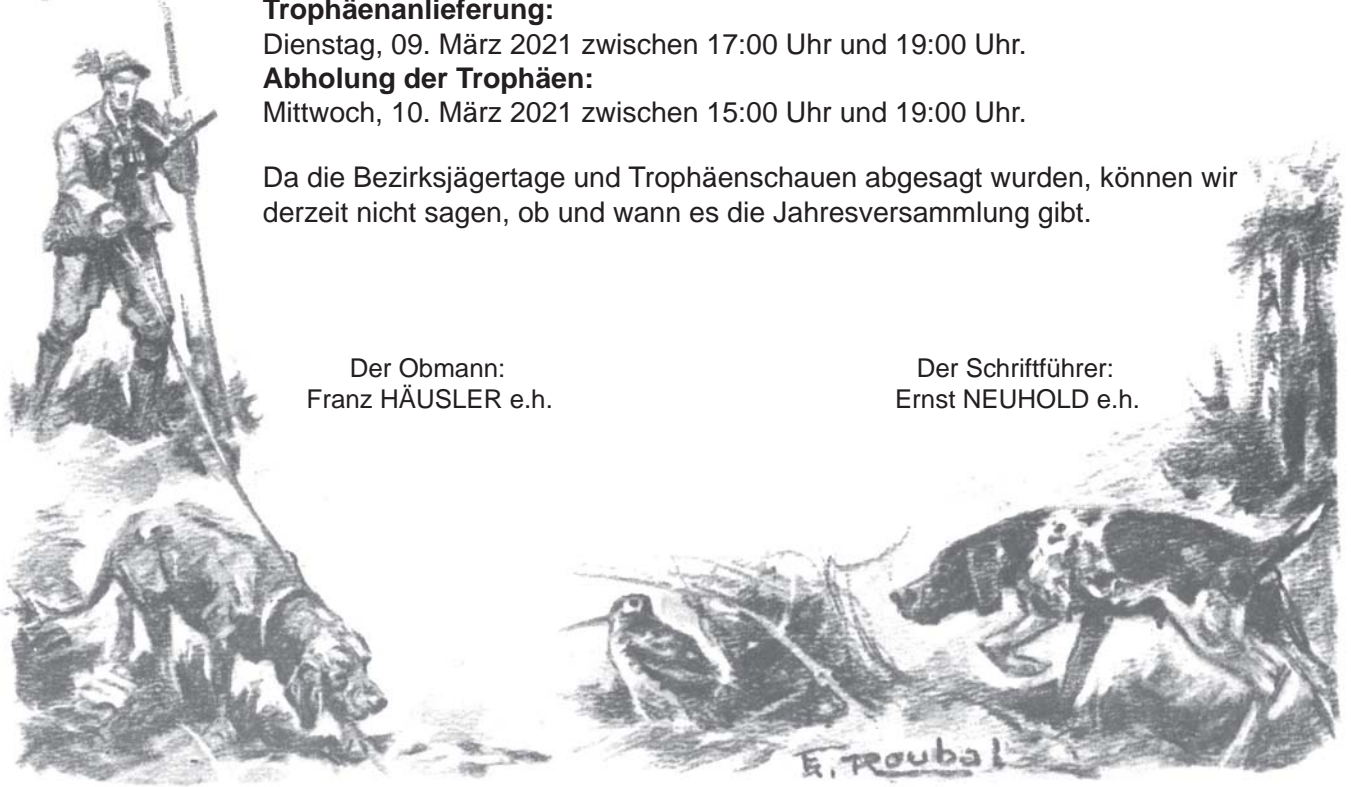 Trophäenanlieferung:
Dienstag, 09. März 2021 zwischen 17:00 Uhr und 19:00 Uhr.
Abholung der Trophäen:
Mittwoch, 10. März 2021 zwischen 15:00 Uhr und 19:00 Uhr.
Da die Bezirksjägertage und Trophäenschauen abgesagt wurden, können wir
derzeit nicht sagen, ob und wann es die Jahresversammlung gibt.
Der Obmann:
Franz HÄUSLER e.h.
Der Schriftführer:
Ernst NEUHOLD e.h.
E. Roubal